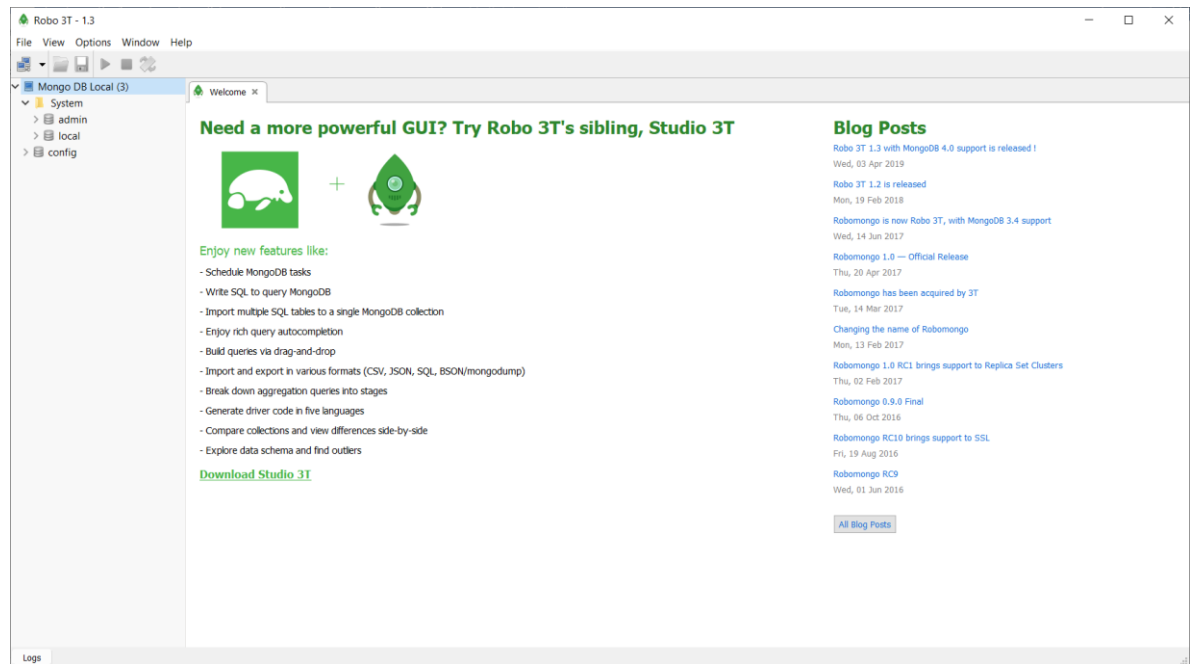 Robo 3T - 1.3
File View Options Window Help
Mongo DB Local (3)
System
admin
local
config
Welcome
Need a more powerful GUI? Try Robo 3T's sibling, Studio 3T
Enjoy new features like:
- Schedule MongoDB tasks
- Write SQL to query MongoDB
- Import multiple SQL tables to a single MongoDB collection
- Enjoy rich query autocompletion
- Build queries via drag-and-drop
- Import and export in various formats (CSV, JSON, SQL, BSON/mongodump)
- Break down aggregation queries into stages
- Generate driver code in five languages
- Compare collections and view differences side-by-side
- Explore data schema and find outliers
Download Studio 3T
Blog Posts
Robo 3T 1.3 with MongoDB 4.0 support is released !
Wed, 03 Apr 2019
Robo 3T 1.2 is released
Mon, 19 Feb 2018
Robomongo is now Robo 3T, with MongoDB 3.4 support
Wed, 14 Jun 2017
Robomongo 1.0 — Official Release
Thu, 20 Apr 2017
Robomongo has been acquired by 3T
Tue, 14 Mar 2017
Changing the name of Robomongo
Mon, 13 Feb 2017
Robomongo 1.0 RC1 brings support to Replica Set Clusters
Thu, 02 Feb 2017
Robomongo 0.9.0 Final
Thu, 06 Oct 2016
Robomongo RC10 brings support to SSL
Fri, 19 Aug 2016
Robomongo RC9
Wed, 01 Jun 2016
All Blog Posts
Logs